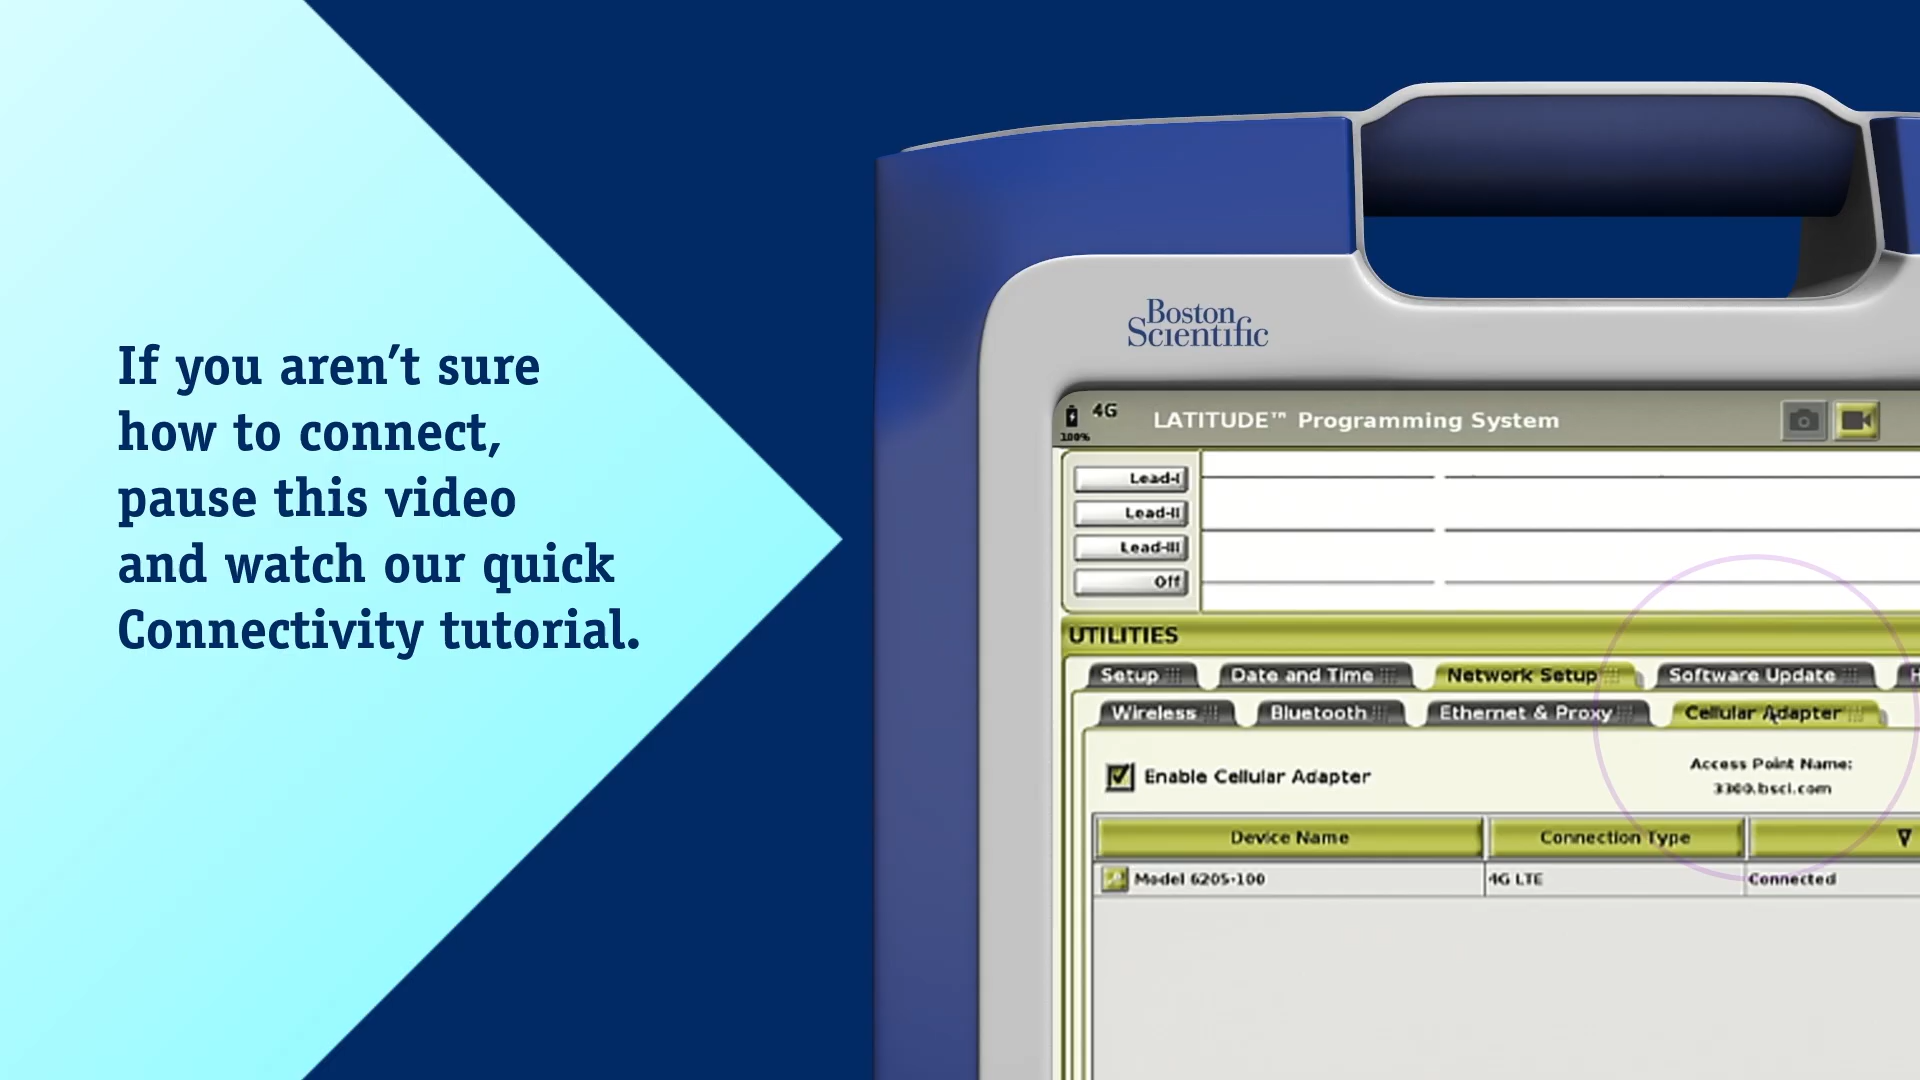 If you aren’t sure
how to connect,
pause this video
and watch our quick
Connectivity tutorial.
Boston
Scientific
4G
100%
LATITUDE™ Programming System
Lead-I
Lead-II
Lead-III
Off
UTILITIES
Setup Date and Time Network Setup Software Update
Wireless Bluetooth Ethernet & Proxy Cellular Adapter
Enable Cellular Adapter
Access Point Name:
3300.bsci.com
Device Name Connection Type
Model 6205-100 4G LTE Connected